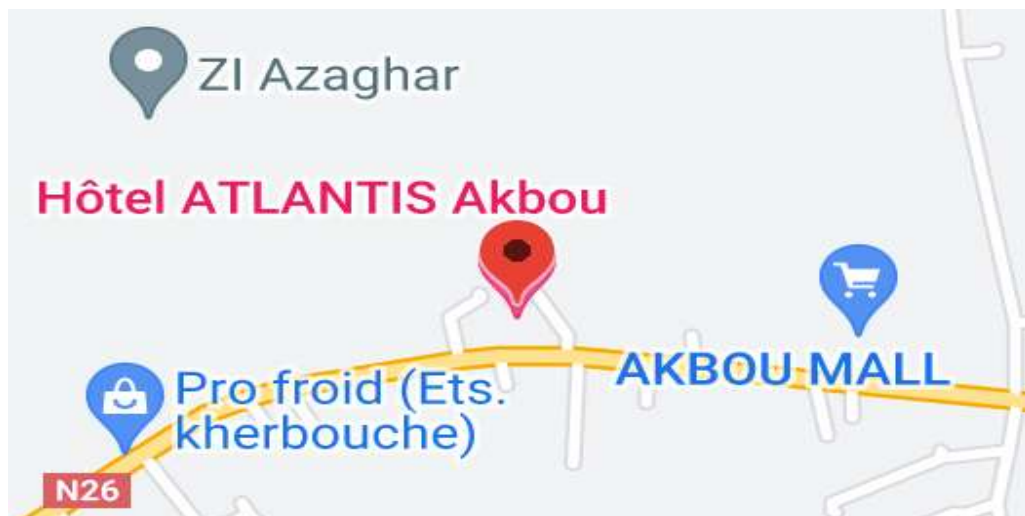 ZI Azaghar
Hôtel ATLANTIS Akbou
AKBOU MALL
Pro froid (Ets.
kherbouche)
N26